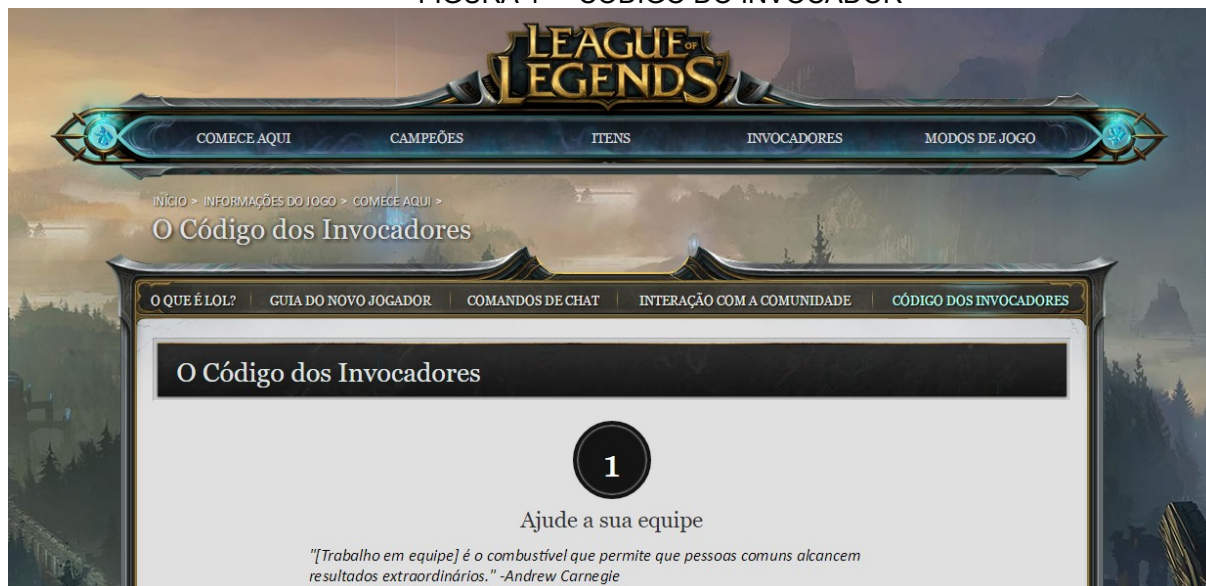 LEAGUE OF
LEGENDS
COMECE AQUI CAMPEÕES ITENS INVOCADORES MODOS DE JOGO
INÍCIO > INFORMAÇÕES DO JOGO > COMECE AQUI >
O Código dos Invocadores
O QUE É LOL? GUIA DO NOVO JOGADOR COMANDOS DE CHAT INTERAÇÃO COM A COMUNIDADE CÓDIGO DOS INVOCADORES
O Código dos Invocadores
1
Ajude a sua equipe
"[Trabalho em equipe] é o combustível que permite que pessoas comuns alcancem
resultados extraordinários." -Andrew Carnegie